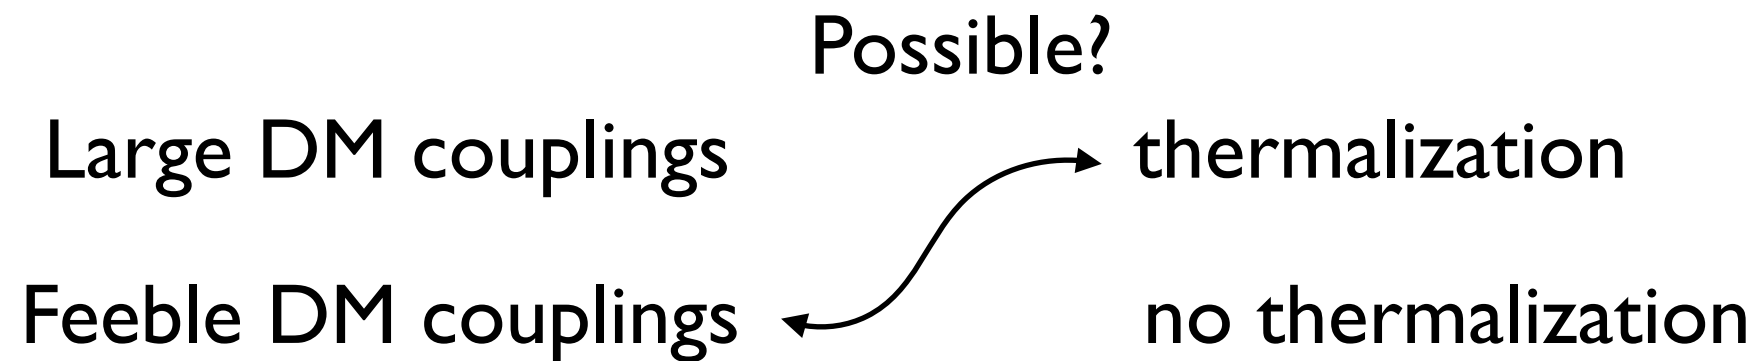 Possible?
Large DM couplings thermalization
Feeble DM couplings no thermalization